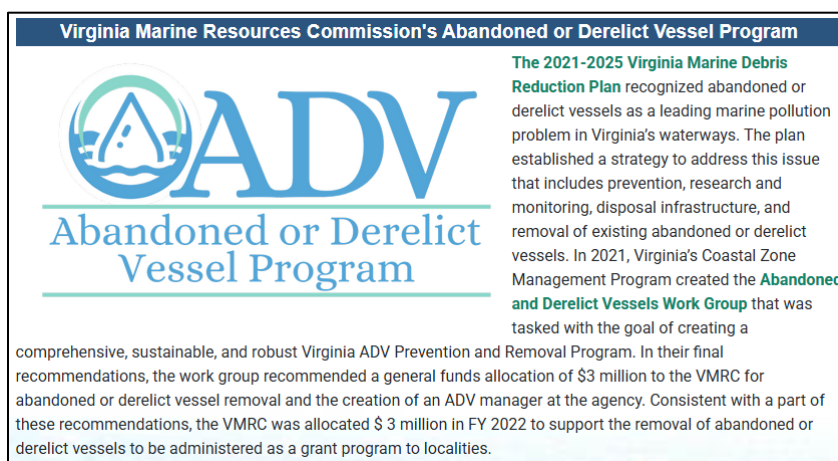 Virginia Marine Resources Commission's Abandoned or Derelict Vessel Program
ADV
Abandoned or Derelict
Vessel Program
The 2021-2025 Virginia Marine Debris
Reduction Plan recognized abandoned or
derelict vessels as a leading marine pollution
problem in Virginia's waterways. The plan
established a strategy to address this issue
that includes prevention, research and
monitoring, disposal infrastructure, and
removal of existing abandoned or derelict
vessels. In 2021, Virginia's Coastal Zone
Management Program created the Abandoned
and Derelict Vessels Work Group that was
tasked with the goal of creating a
comprehensive, sustainable, and robust Virginia ADV Prevention and Removal Program. In their final
recommendations, the work group recommended a general funds allocation of $3 million to the VMRC for
abandoned or derelict vessel removal and the creation of an ADV manager at the agency. Consistent with a part of
these recommendations, the VMRC was allocated $ 3 million in FY 2022 to support the removal of abandoned or
derelict vessels to be administered as a grant program to localities.